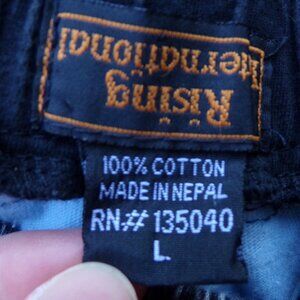 Rising
International
100% COTTON
MADE IN NEPAL
RN# 135040
L